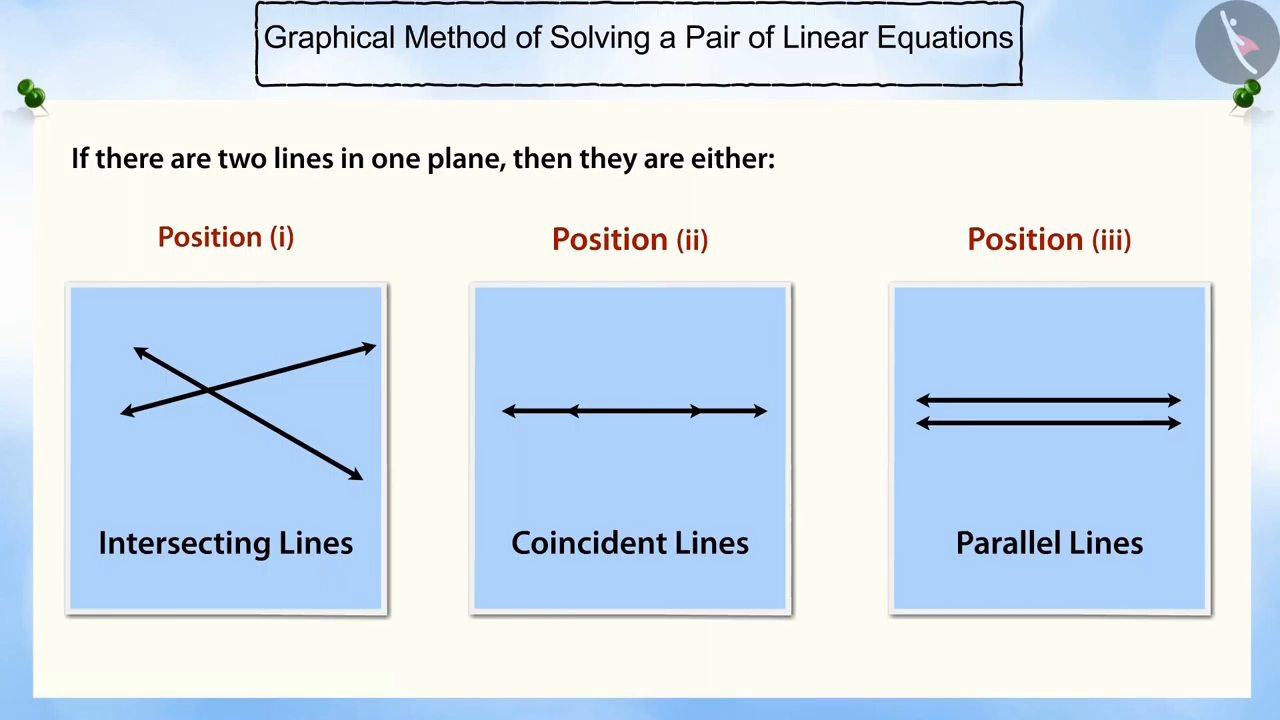 Graphical Method of Solving a Pair of Linear Equations
If there are two lines in one plane, then they are either:
Position (i)
Position (ii)
Position (iii)
Intersecting Lines
Coincident Lines
Parallel Lines